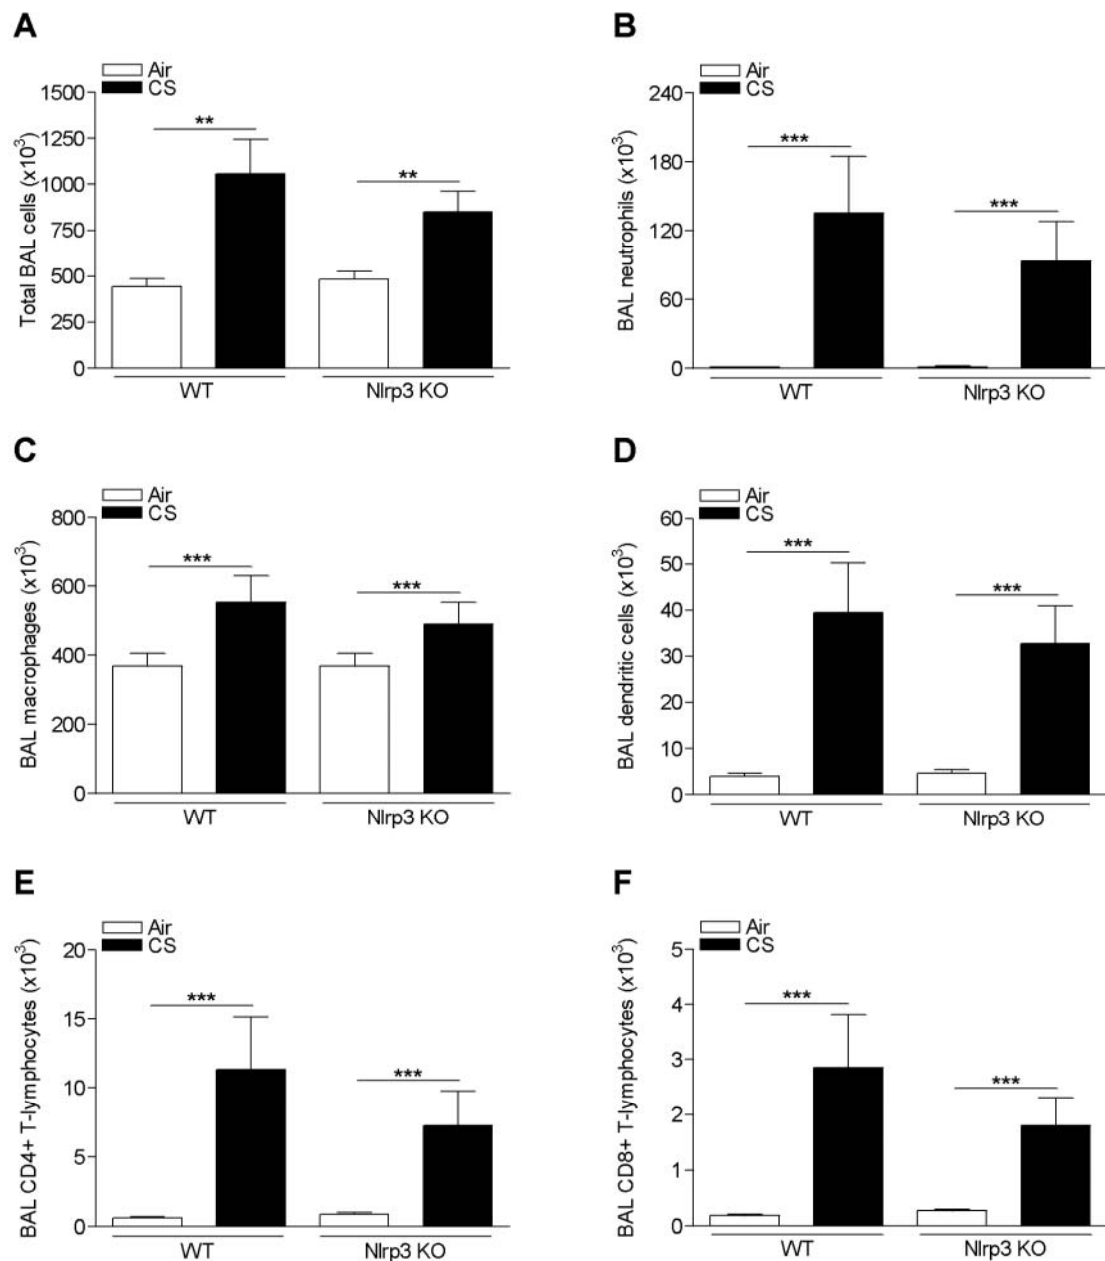 A
Air
CS
Total BAL cells (x10³)
1500
1250
1000
750
500
250
0
**
**
WT
Nlrp3 KO
B
Air
CS
BAL neutrophils (x10³)
240
180
120
60
0
***
***
WT
Nlrp3 KO
C
Air
CS
BAL macrophages (x10³)
800
600
400
200
0
***
***
WT
Nlrp3 KO
D
Air
CS
BAL dendritic cells (x10³)
60
50
40
30
20
10
0
***
***
WT
Nlrp3 KO
E
Air
CS
BAL CD4+ T-lymphocytes (x10³)
20
15
10
5
0
***
***
WT
Nlrp3 KO
F
Air
CS
BAL CD8+ T-lymphocytes (x10³)
5
4
3
2
1
0
***
***
WT
Nlrp3 KO